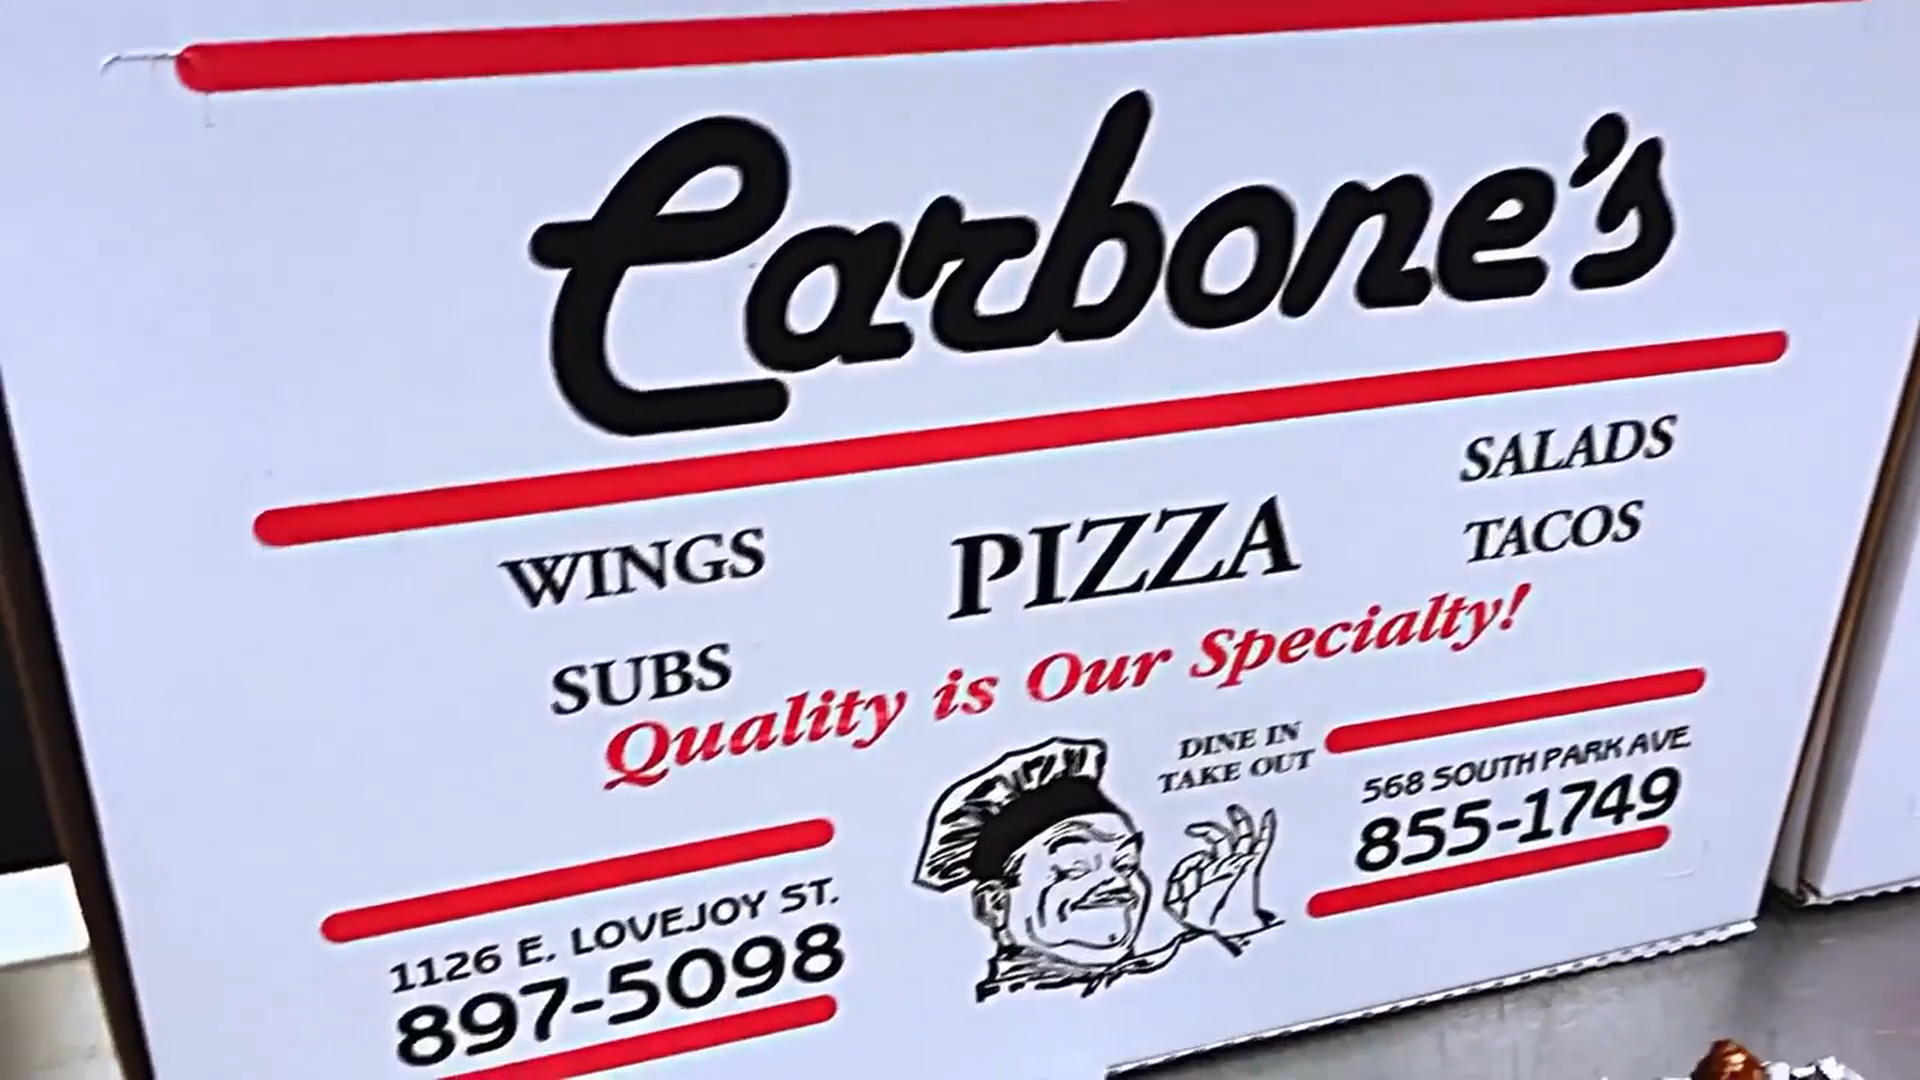 Carbone's
WINGS
PIZZA
SALADS
SUBS
TACOS
Quality is Our Specialty!
DINE IN
TAKE OUT
568 SOUTH PARK AVE.
855-1749
1126 E. LOVEJOY ST.
897-5098